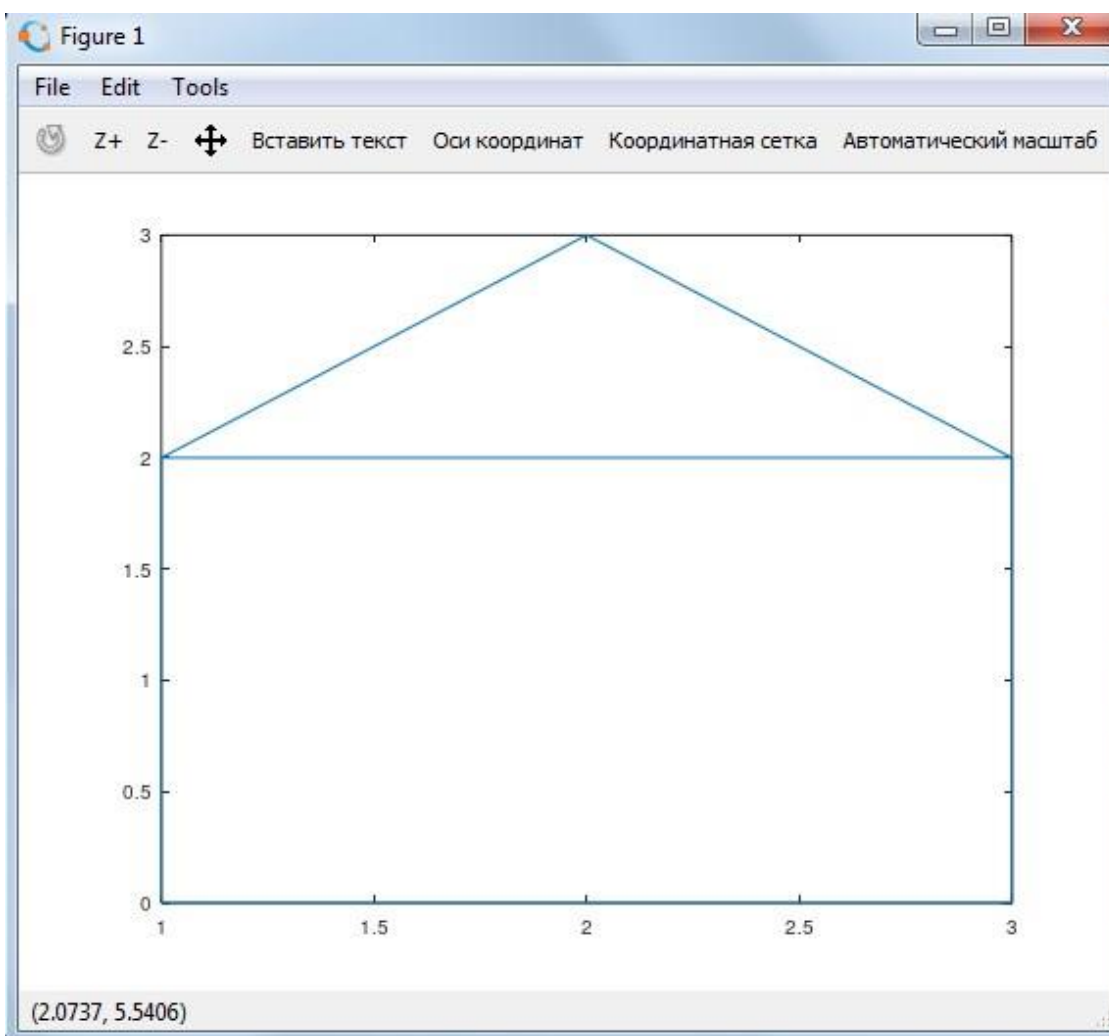 Figure 1
File Edit Tools
Z+ Z- Вставить текст Оси координат Координатная сетка Автоматический масштаб
3
2.5
2
1.5
1
0.5
0
1 1.5 2 2.5 3
(2.0737, 5.5406)